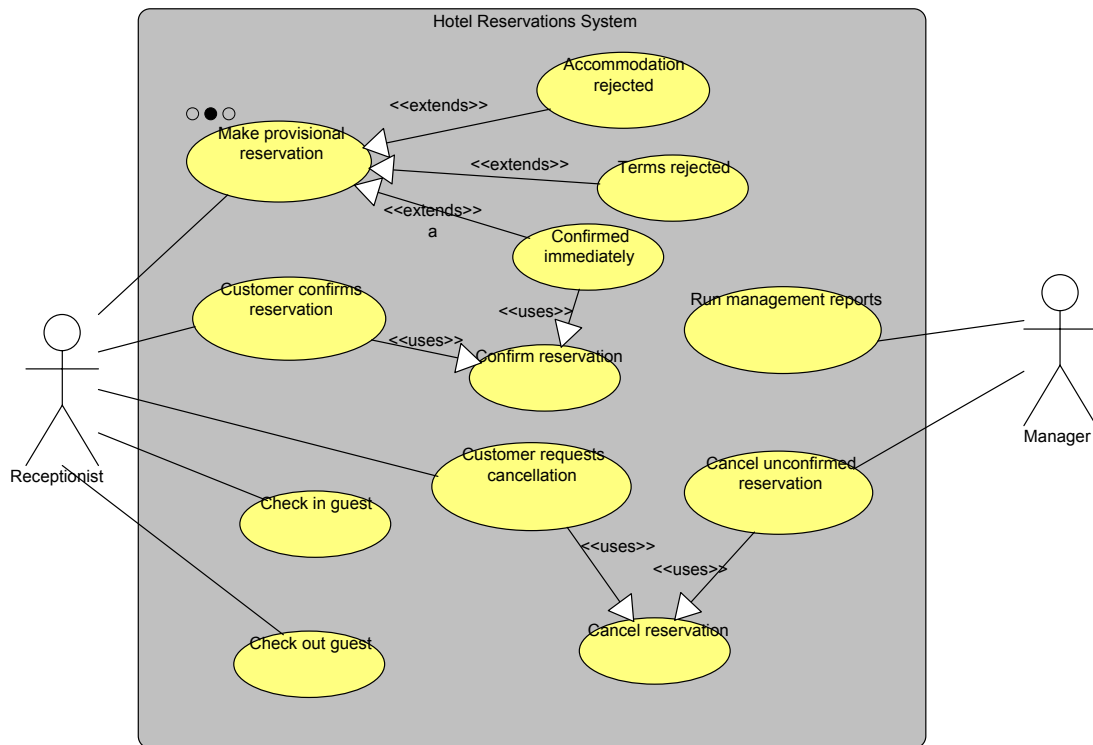 Hotel Reservations System
Accommodation
rejected
<<extends>>
Make provisional
reservation
<<extends>>
Terms rejected
<<extends>>
a
Confirmed
immediately
Customer confirms
reservation
<<uses>>
Run management reports
<<uses>>
Confirm reservation
Receptionist
Manager
Customer requests
cancellation
Cancel unconfirmed
reservation
Check in guest
<<uses>>
<<uses>>
Check out guest
Cancel reservation